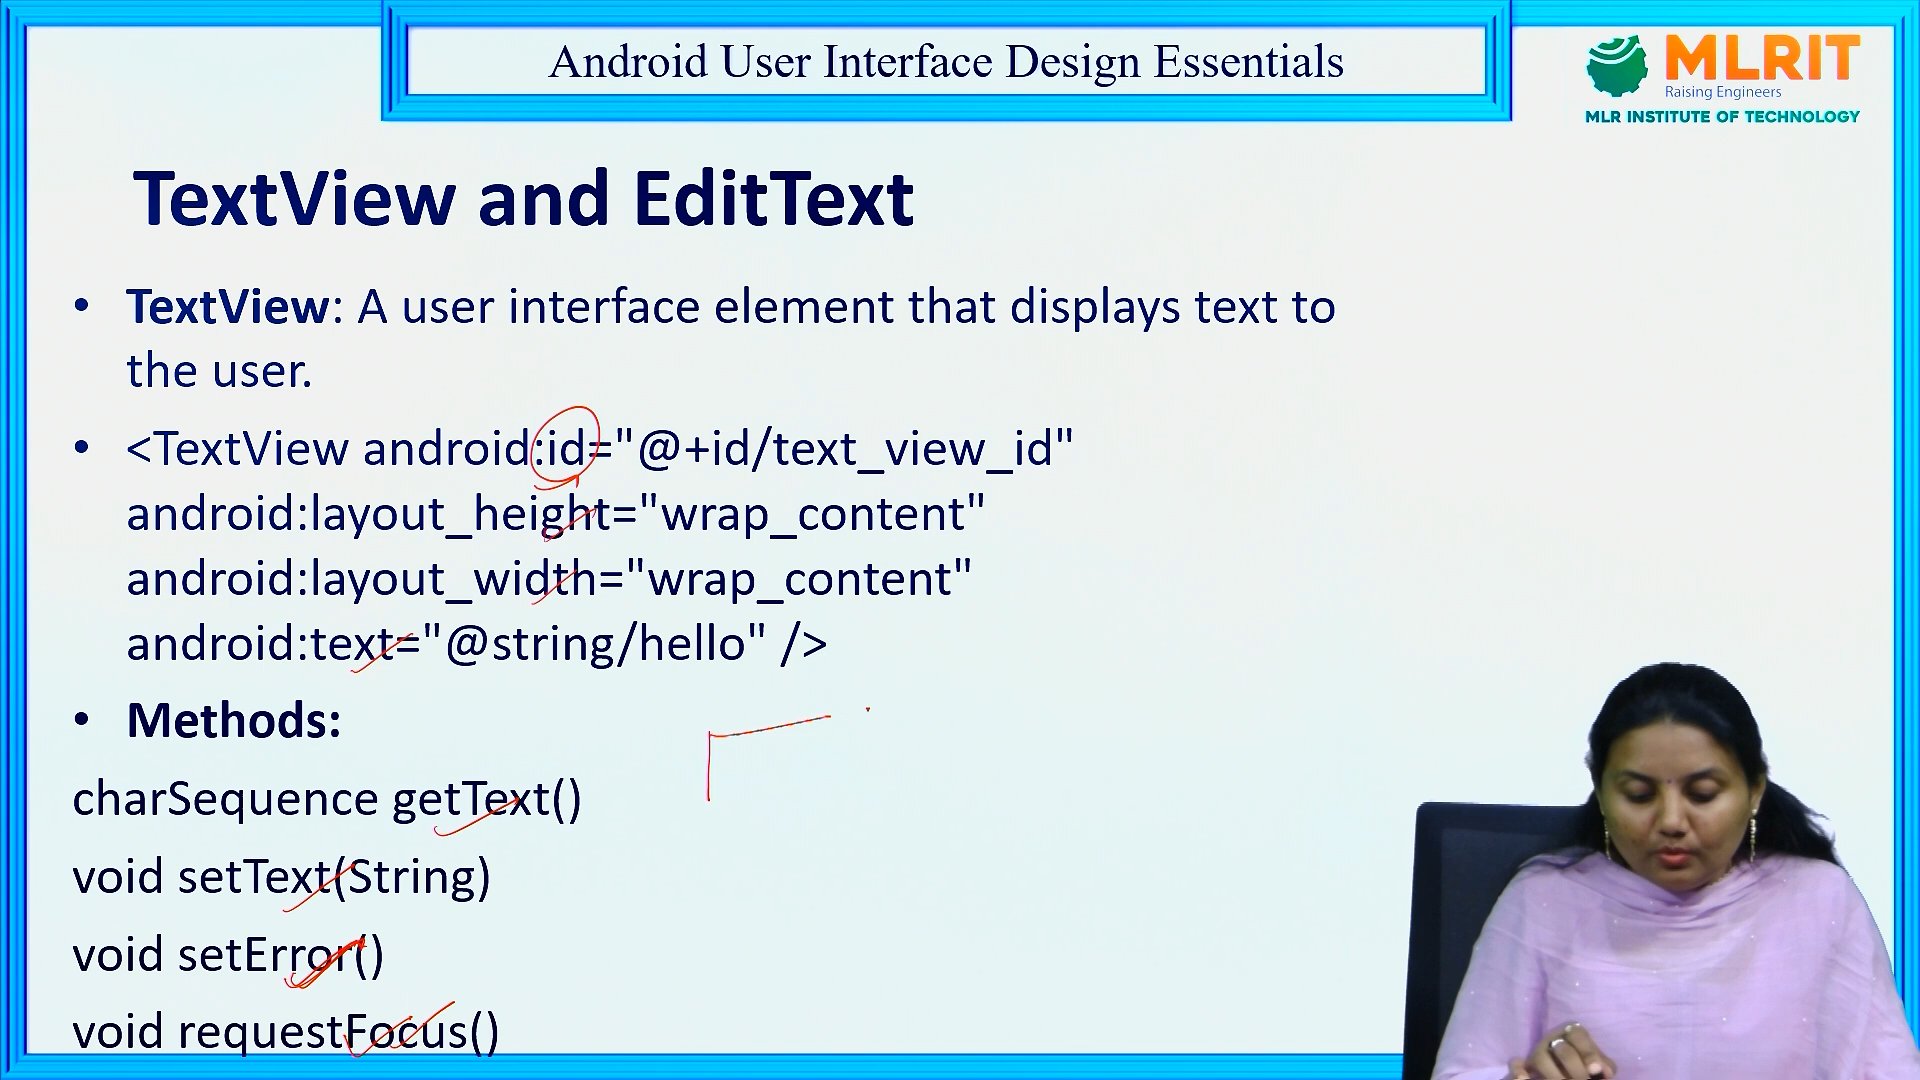 Android User Interface Design Essentials
MLRIT
Raising Engineers
MLR INSTITUTE OF TECHNOLOGY
TextView and EditText
• TextView: A user interface element that displays text to
the user.
• <TextView android:id="@+id/text_view_id"
android:layout_height="wrap_content"
android:layout_width="wrap_content"
android:text="@string/hello" />
• Methods:
charSequence getText()
void setText(String)
void setError()
void requestFocus()